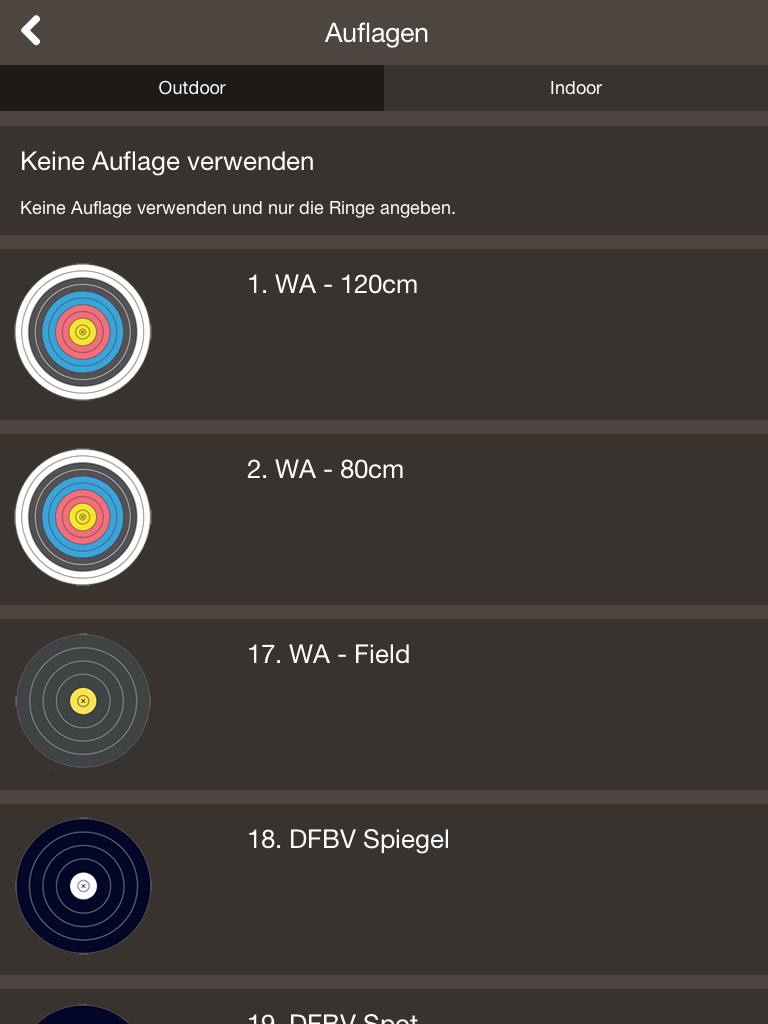 Auflagen
Outdoor
Indoor
Keine Auflage verwenden
Keine Auflage verwenden und nur die Ringe angeben.
1. WA - 120cm
2. WA - 80cm
17. WA - Field
18. DFBV Spiegel
19. DFBV Spot